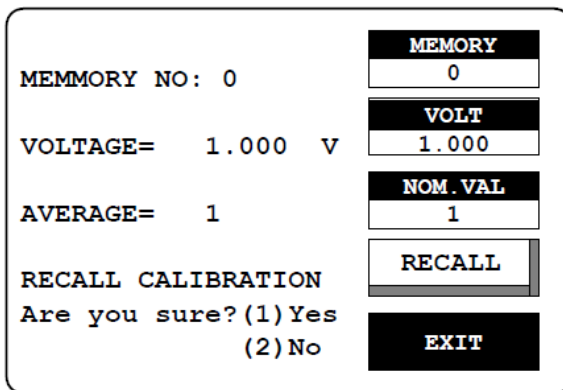 MEMMORY NO: 0
VOLTAGE= 1.000 V
AVERAGE= 1
RECALL CALIBRATION
Are you sure?(1)Yes
(2)No
MEMORY
0
VOLT
1.000
NOM.VAL
1
RECALL
EXIT